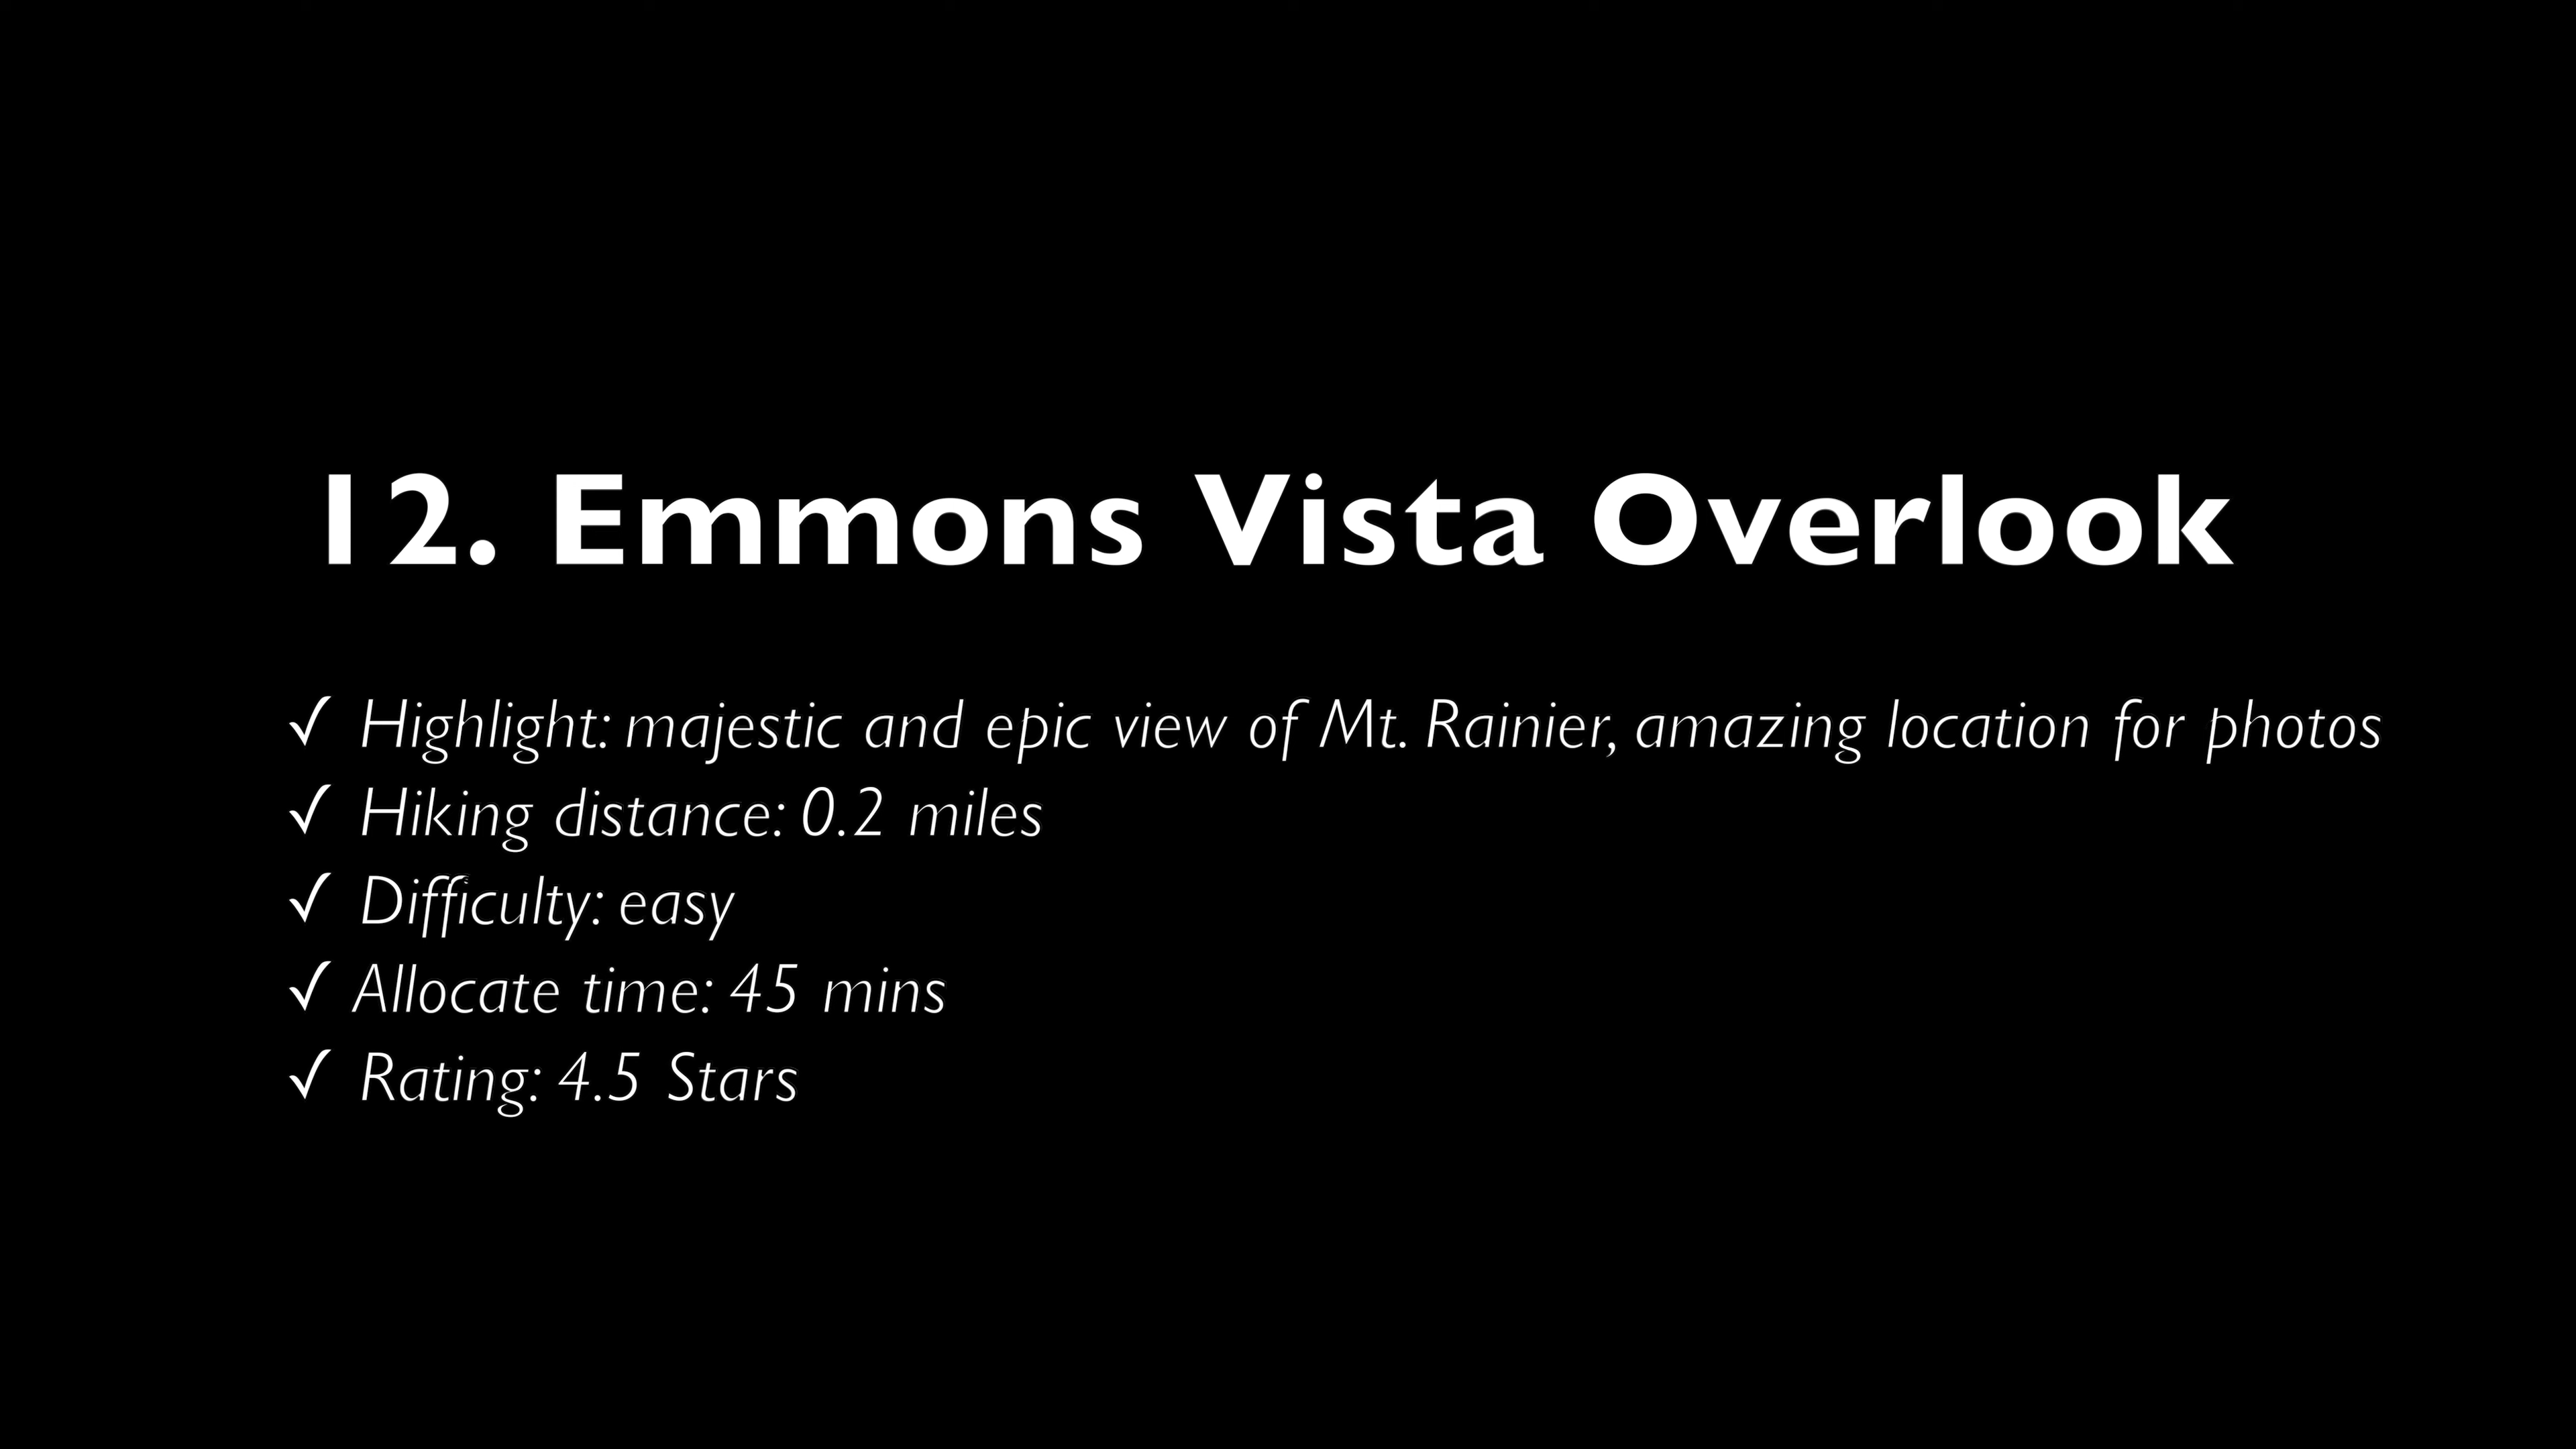 12. Emmons Vista Overlook
✓ Highlight: majestic and epic view of Mt. Rainier, amazing location for photos
✓ Hiking distance: 0.2 miles
✓ Difficulty: easy
✓ Allocate time: 45 mins
✓ Rating: 4.5 Stars